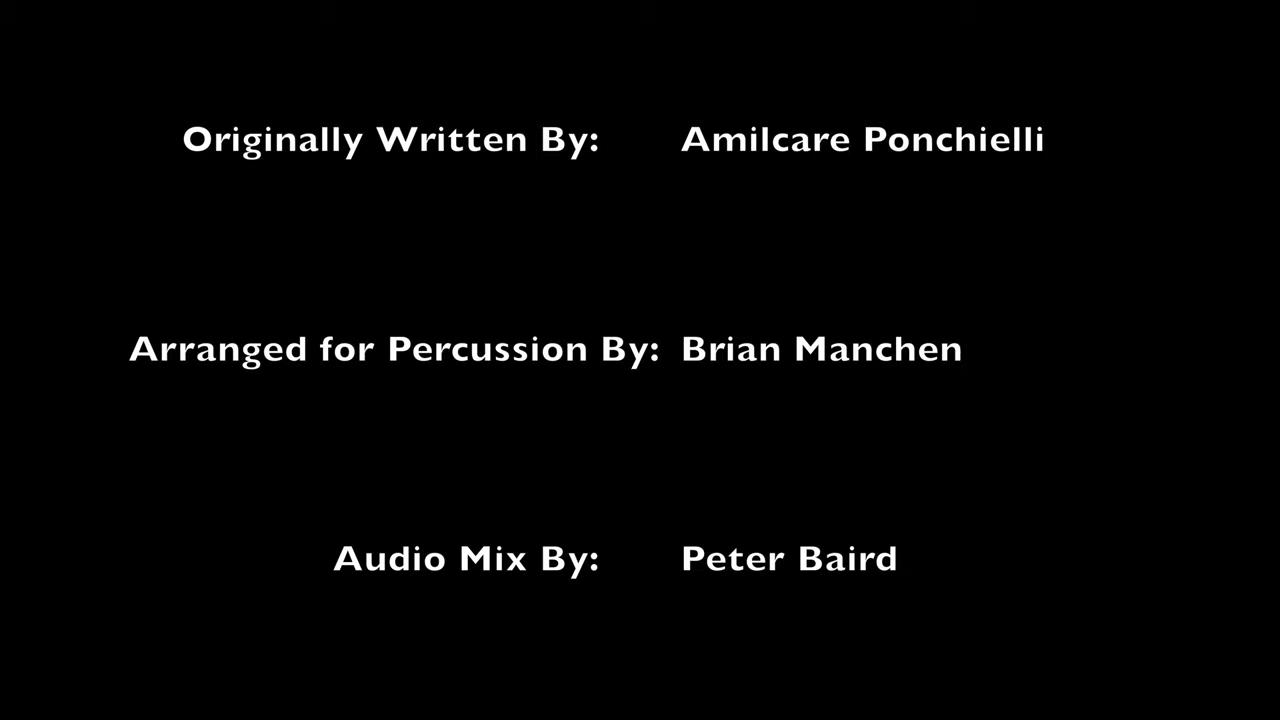 Originally Written By: Amilcare Ponchielli
Arranged for Percussion By: Brian Manchen
Audio Mix By: Peter Baird